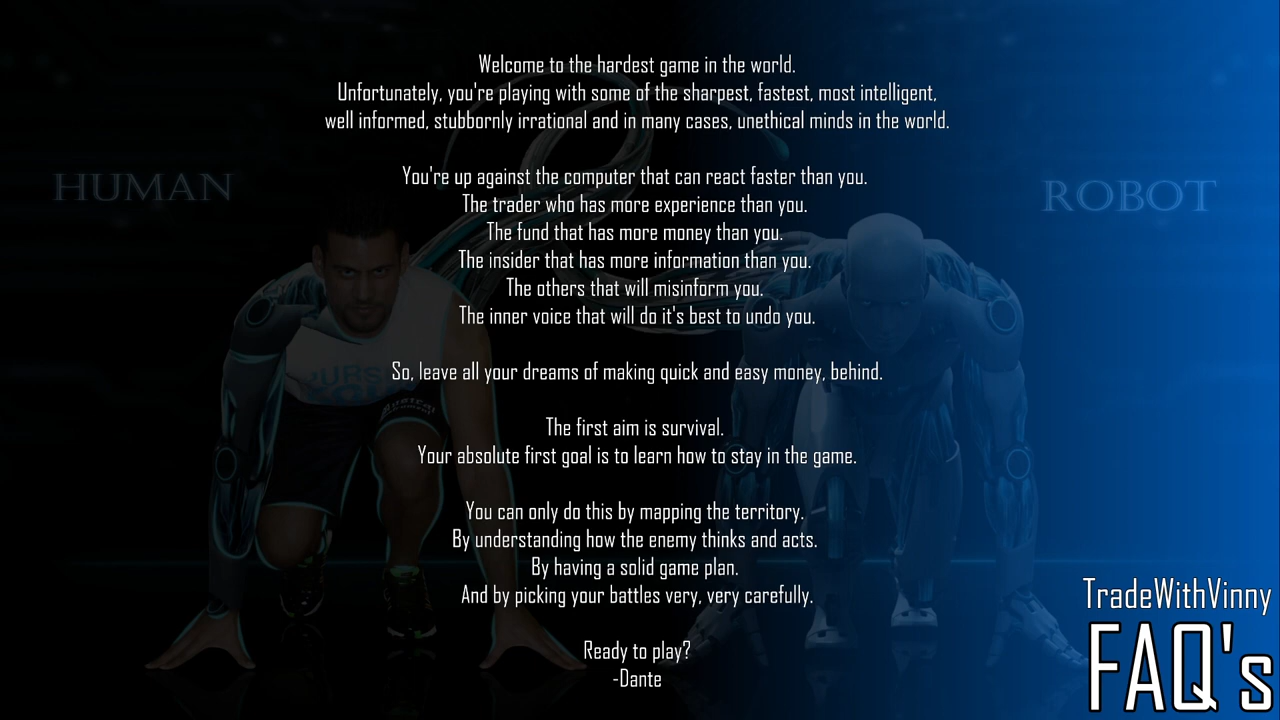 Welcome to the hardest game in the world.
Unfortunately, you're playing with some of the sharpest, fastest, most intelligent,
well informed, stubbornly irrational and in many cases, unethical minds in the world.
HUMAN
ROBOT
You're up against the computer that can react faster than you.
The trader who has more experience than you.
The fund that has more money than you.
The insider that has more information than you.
The others that will misinform you.
The inner voice that will do it's best to undo you.
So, leave all your dreams of making quick and easy money, behind.
The first aim is survival.
Your absolute first goal is to learn how to stay in the game.
You can only do this by mapping the territory.
By understanding how the enemy thinks and acts.
By having a solid game plan.
And by picking your battles very, very carefully.
Ready to play?
-Dante
TradeWithVinny
FAQ's